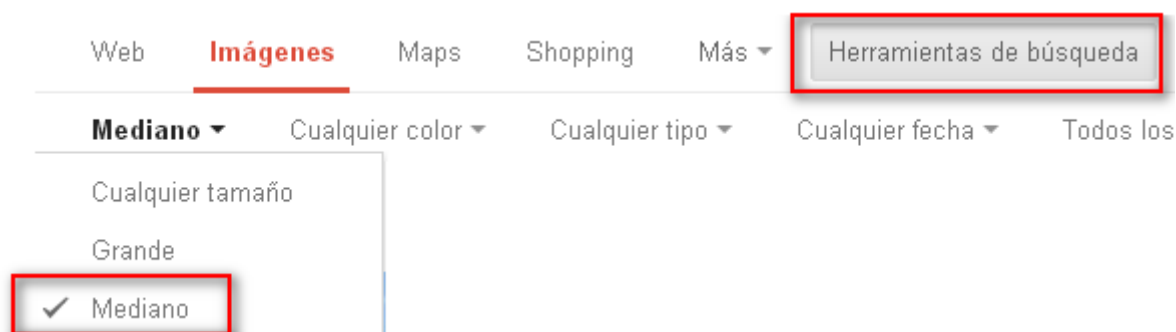 Web Imágenes Maps Shopping Más Herramientas de búsqueda
Mediano Cualquier color Cualquier tipo Cualquier fecha Todos los
Cualquier tamaño
Grande
Mediano